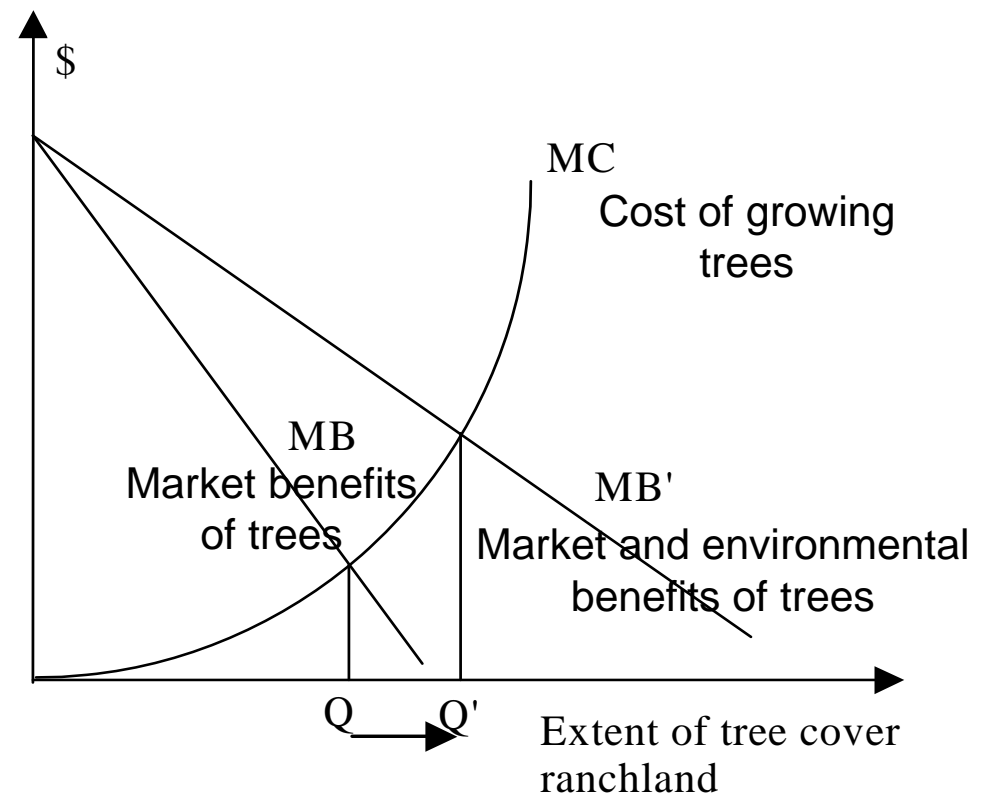 $
MC
Cost of growing
trees
MB
Market benefits
of trees
MB'
Market and environmental
benefits of trees
Q
Q'
Extent of tree cover
ranchland